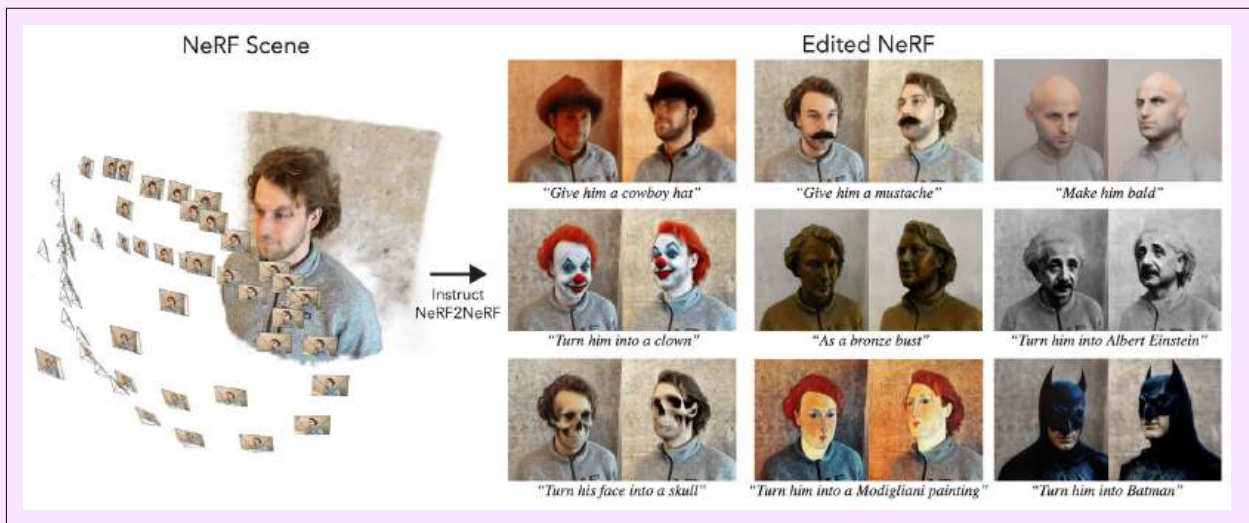 NeRF Scene
Edited NeRF
Instruct
NeRF2NeRF
"Give him a cowboy hat"
"Give him a mustache"
"Make him bald"
"Turn him into a clown"
"As a bronze bust"
"Turn him into Albert Einstein"
"Turn his face into a skull"
"Turn him into a Modigliani painting"
"Turn him into Batman"